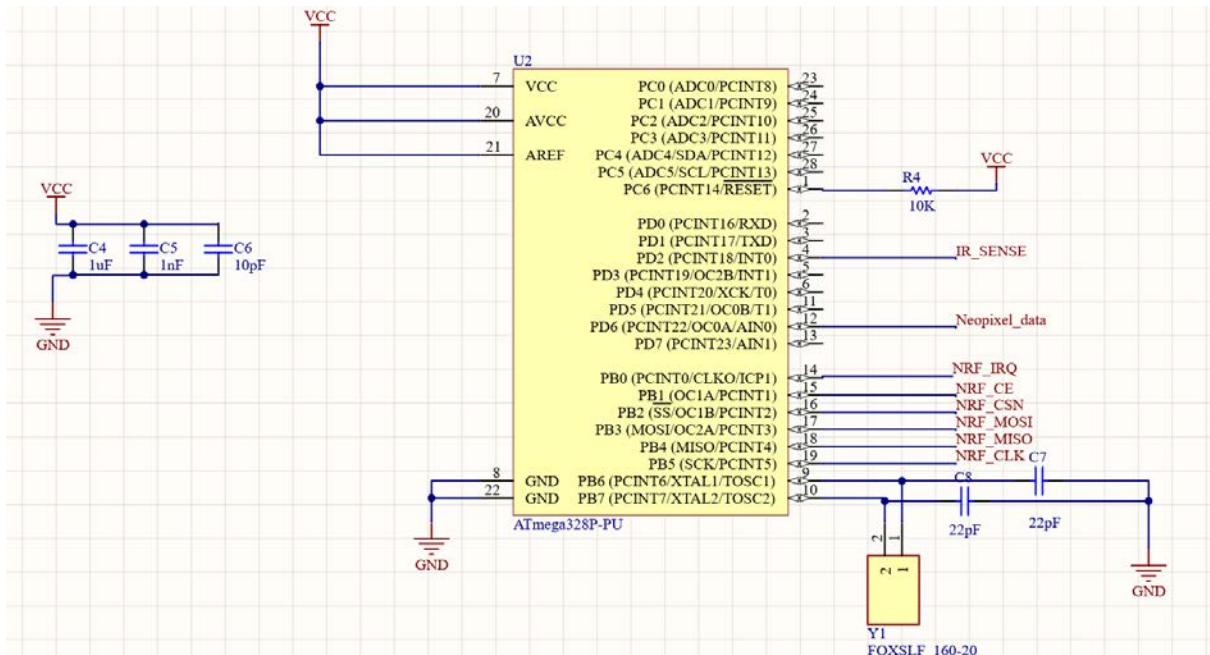 VCC
U2
7
VCC
20
AVCC
21
AREF
8
GND
22
GND
PC0 (ADC0/PCINT8)
23
PC1 (ADC1/PCINT9)
24
PC2 (ADC2/PCINT10)
25
PC3 (ADC3/PCINT11)
26
PC4 (ADC4/SDA/PCINT12)
27
PC5 (ADC5/SCL/PCINT13)
28
PC6 (PCINT14/RESET)
1
PD0 (PCINT16/RXD)
2
PD1 (PCINT17/TXD)
3
PD2 (PCINT18/INT0)
4
PD3 (PCINT19/OC2B/INT1)
5
PD4 (PCINT20/XCK/T0)
6
PD5 (PCINT21/OC0B/T1)
11
PD6 (PCINT22/OC0A/AIN0)
12
PD7 (PCINT23/AIN1)
13
PB0 (PCINT0/CLKO/ICP1)
14
PB1 (OC1A/PCINT1)
15
PB2 (SS/OC1B/PCINT2)
16
PB3 (MOSI/OC2A/PCINT3)
17
PB4 (MISO/PCINT4)
18
PB5 (SCK/PCINT5)
19
PB6 (PCINT6/XTAL1/TOSC1)
9
PB7 (PCINT7/XTAL2/TOSC2)
10
ATmega328P-PU
VCC
R4
10K
IR_SENSE
Neopixel_data
NRF_IRQ
NRF_CE
NRF_CSN
NRF_MOSI
NRF_MISO
NRF_CLK
C7
22pF
C8
22pF
GND
2
1
2
1
Y1
FOXSLF_160-20
GND
VCC
C4
1uF
C5
1nF
C6
10pF
GND